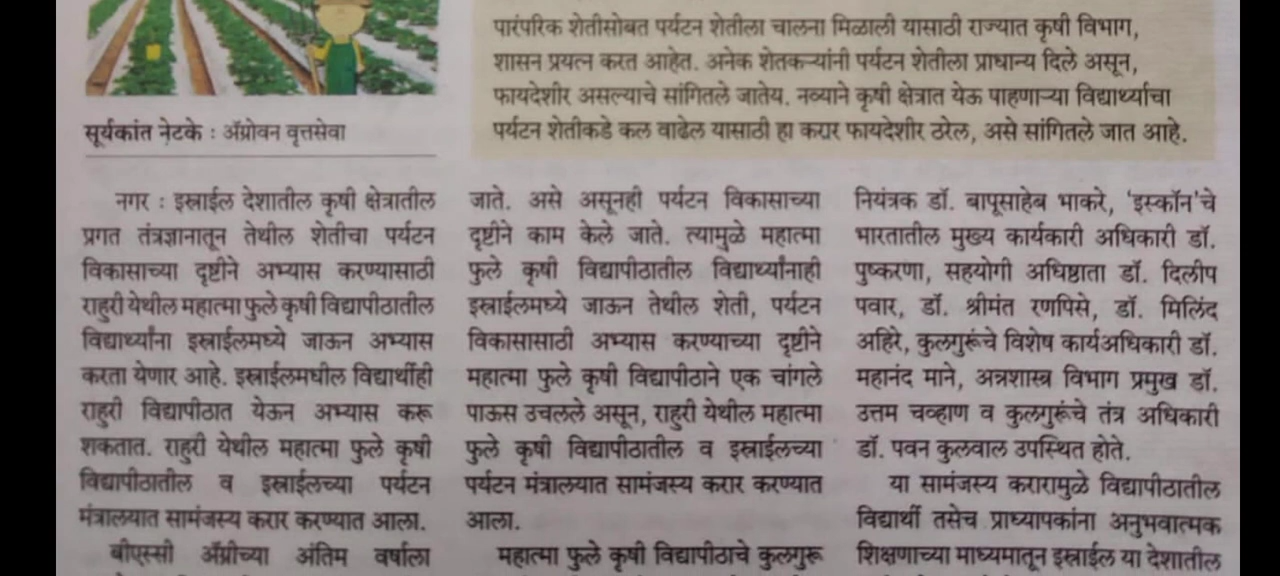 पारंपरिक शेतीसोबत पर्यटन शेतीला चालना मिळाली यासाठी राज्यात कृषी विभाग,
शासन प्रयत्न करत आहेत. अनेक शेतकऱ्यांनी पर्यटन शेतीला प्राधान्य दिले असून,
फायदेशीर असल्याचे सांगितले जातेय. नव्याने कृषी क्षेत्रात येऊ पाहणाऱ्या विद्यार्थ्याचा
पर्यटन शेतीकडे कल वाढेल यासाठी हा करार फायदेशीर ठरेल, असे सांगितले जात आहे.
सूर्यकांत नेटके : ॲग्रोवन वृत्तसेवा
नगर : इस्राईल देशातील कृषी क्षेत्रातील
प्रगत तंत्रज्ञानातून तेथील शेतीचा पर्यटन
विकासाच्या दृष्टीने अभ्यास करण्यासाठी
राहुरी येथील महात्मा फुले कृषी विद्यापीठातील
विद्यार्थ्यांना इस्राईलमध्ये जाऊन अभ्यास
करता येणार आहे. इस्राईलमधील विद्यार्थीही
राहुरी विद्यापीठात येऊन अभ्यास करू
शकतात. राहुरी येथील महात्मा फुले कृषी
विद्यापीठातील व इस्राईलच्या पर्यटन
मंत्रालयात सामंजस्य करार करण्यात आला.
बीएस्सी ॲग्रीच्या अंतिम वर्षाला
जाते. असे असूनही पर्यटन विकासाच्या
दृष्टीने काम केले जाते. त्यामुळे महात्मा
फुले कृषी विद्यापीठातील विद्यार्थ्यांनाही
इस्राईलमध्ये जाऊन तेथील शेती, पर्यटन
विकासासाठी अभ्यास करण्याच्या दृष्टीने
महात्मा फुले कृषी विद्यापीठाने एक चांगले
पाऊस उचलले असून, राहुरी येथील महात्मा
फुले कृषी विद्यापीठातील व इस्राईलच्या
पर्यटन मंत्रालयात सामंजस्य करार करण्यात
आला.
महात्मा फुले कृषी विद्यापीठाचे कुलगुरू
नियंत्रक डॉ. बापूसाहेब भाकरे, 'इस्कॉन'चे
भारतातील मुख्य कार्यकारी अधिकारी डॉ.
पुष्करणा, सहयोगी अधिष्ठाता डॉ. दिलीप
पवार, डॉ. श्रीमंत रणपिसे, डॉ. मिलिंद
अहिरे, कुलगुरूंचे विशेष कार्यअधिकारी डॉ.
महानंद माने, अन्नशास्त्र विभाग प्रमुख डॉ.
उत्तम चव्हाण व कुलगुरूंचे तंत्र अधिकारी
डॉ. पवन कुलवाल उपस्थित होते.
या सामंजस्य करारामुळे विद्यापीठातील
विद्यार्थी तसेच प्राध्यापकांना अनुभवात्मक
शिक्षणाच्या माध्यमातून इस्राईल या देशातील